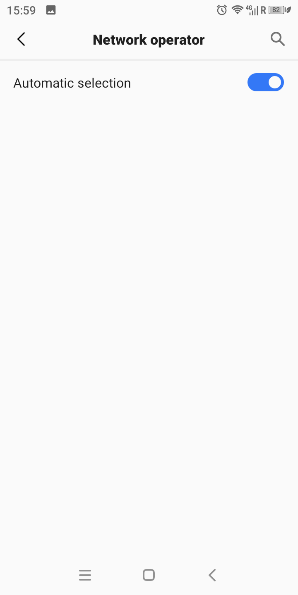 15:59 4G R 82
Network operator
Automatic selection